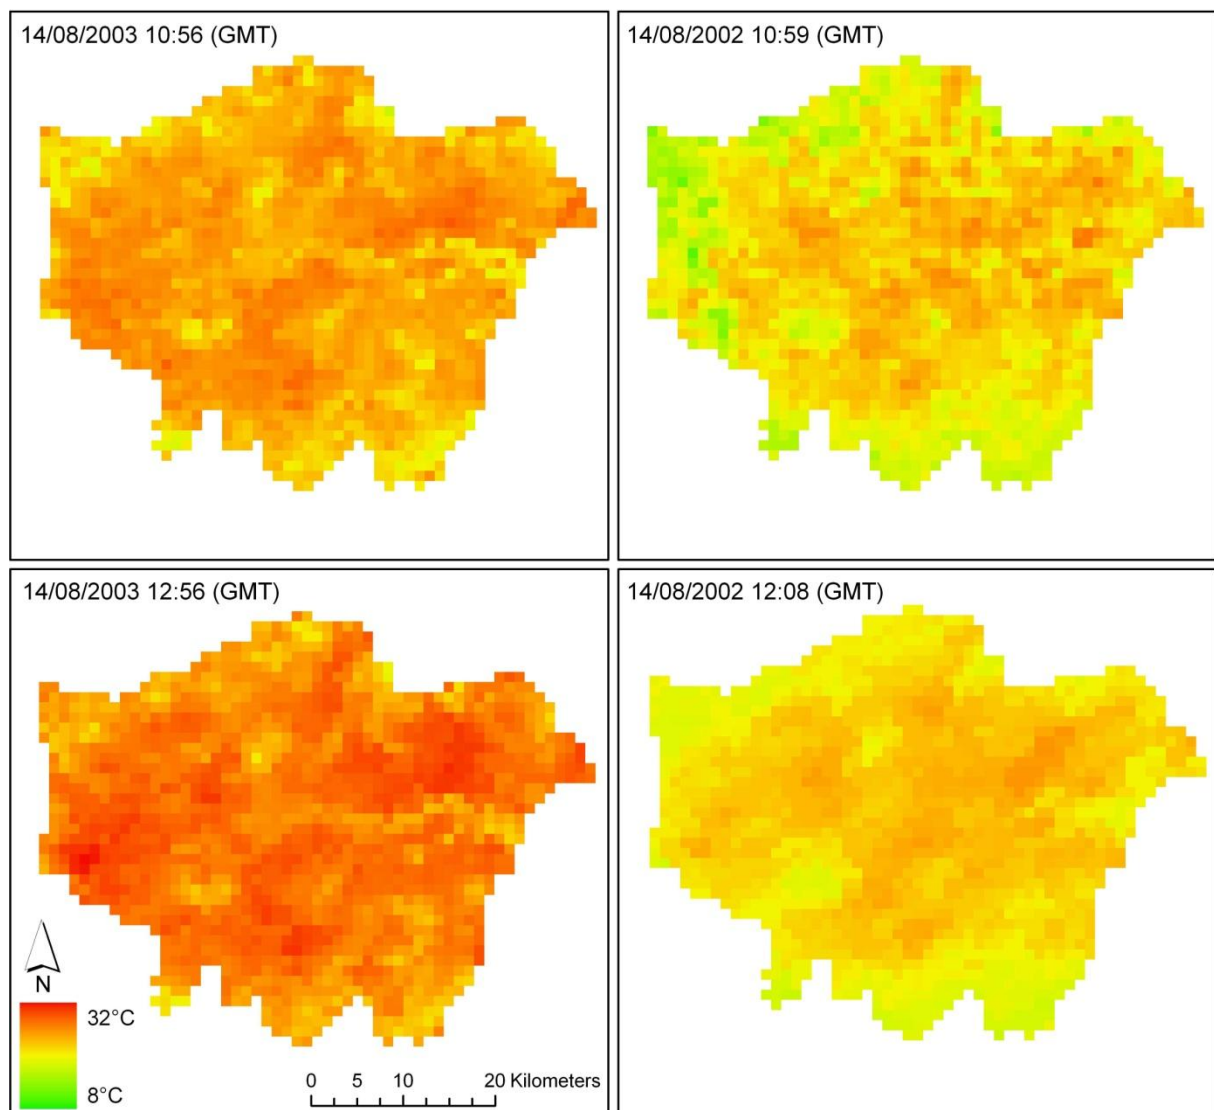 14/08/2003 10:56 (GMT)
14/08/2002 10:59 (GMT)
14/08/2003 12:56 (GMT)
14/08/2002 12:08 (GMT)
N
32°C
8°C
0 5 10 20 Kilometers